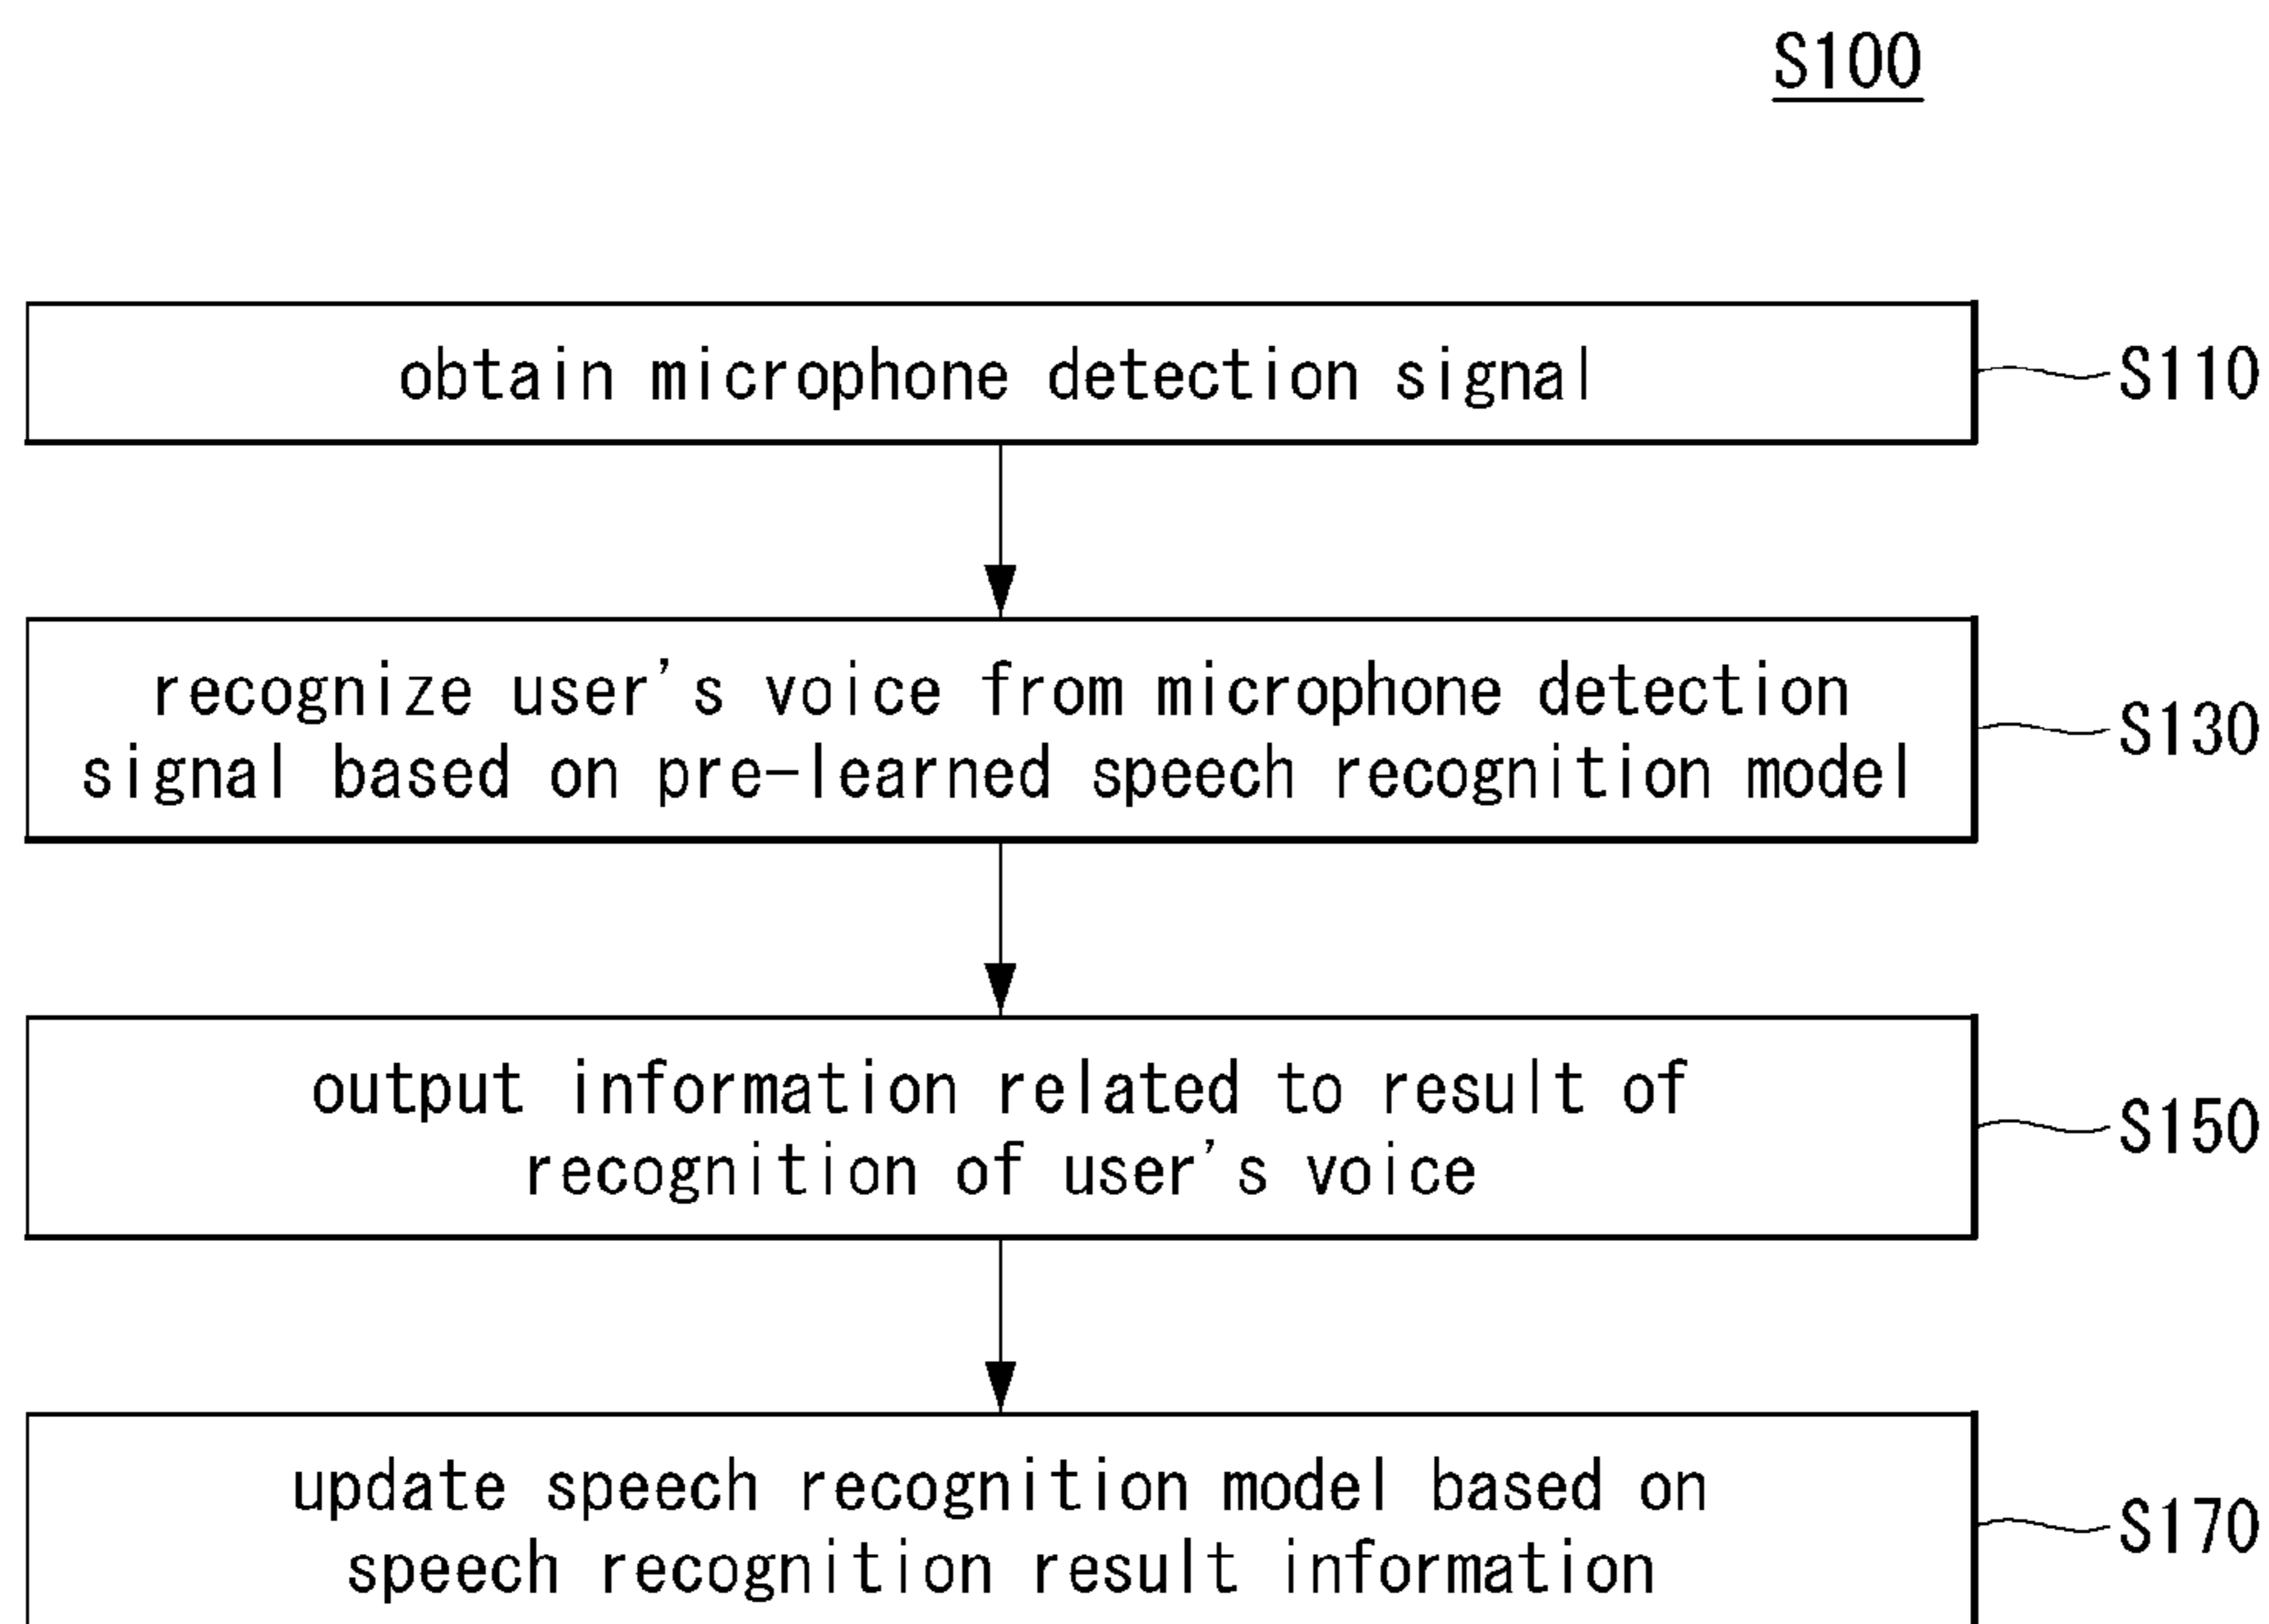 S100
obtain microphone detection signal
S110
recognize user's voice from microphone detection
signal based on pre-learned speech recognition model
S130
output information related to result of
recognition of user's voice
S150
update speech recognition model based on
speech recognition result information
S170